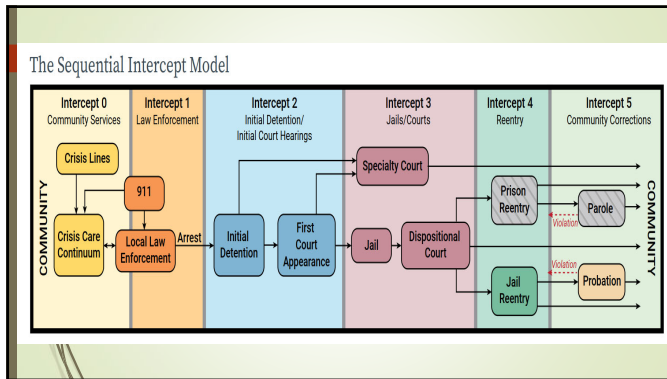 The Sequential Intercept Model
Intercept 0
Community Services
Intercept 1
Law Enforcement
Intercept 2
Initial Detention/
Initial Court Hearings
Intercept 3
Jails/Courts
Intercept 4
Reentry
Intercept 5
Community Corrections
COMMUNITY
Crisis Lines
911
Crisis Care
Continuum
Local Law
Enforcement
Arrest
Initial
Detention
First
Court
Appearance
Specialty Court
Jail
Dispositional
Court
Prison
Reentry
Parole
Violation
Jail
Reentry
Violation
Probation
COMMUNITY